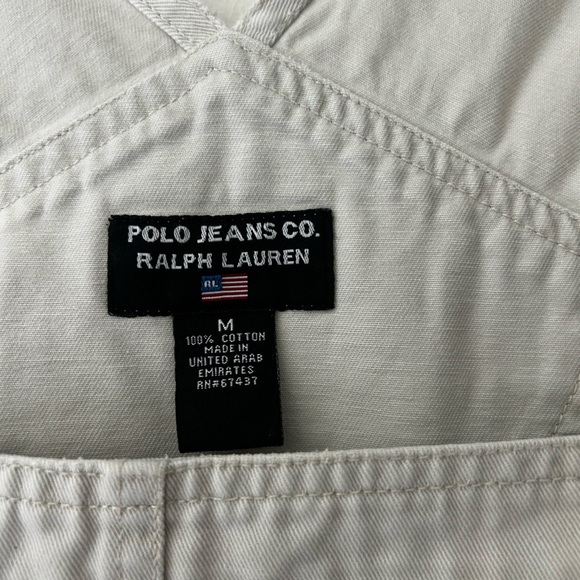 POLO JEANS CO.
RALPH LAUREN
RL
M
100% COTTON
MADE IN
UNITED ARAB
EMIRATES
RN#67437